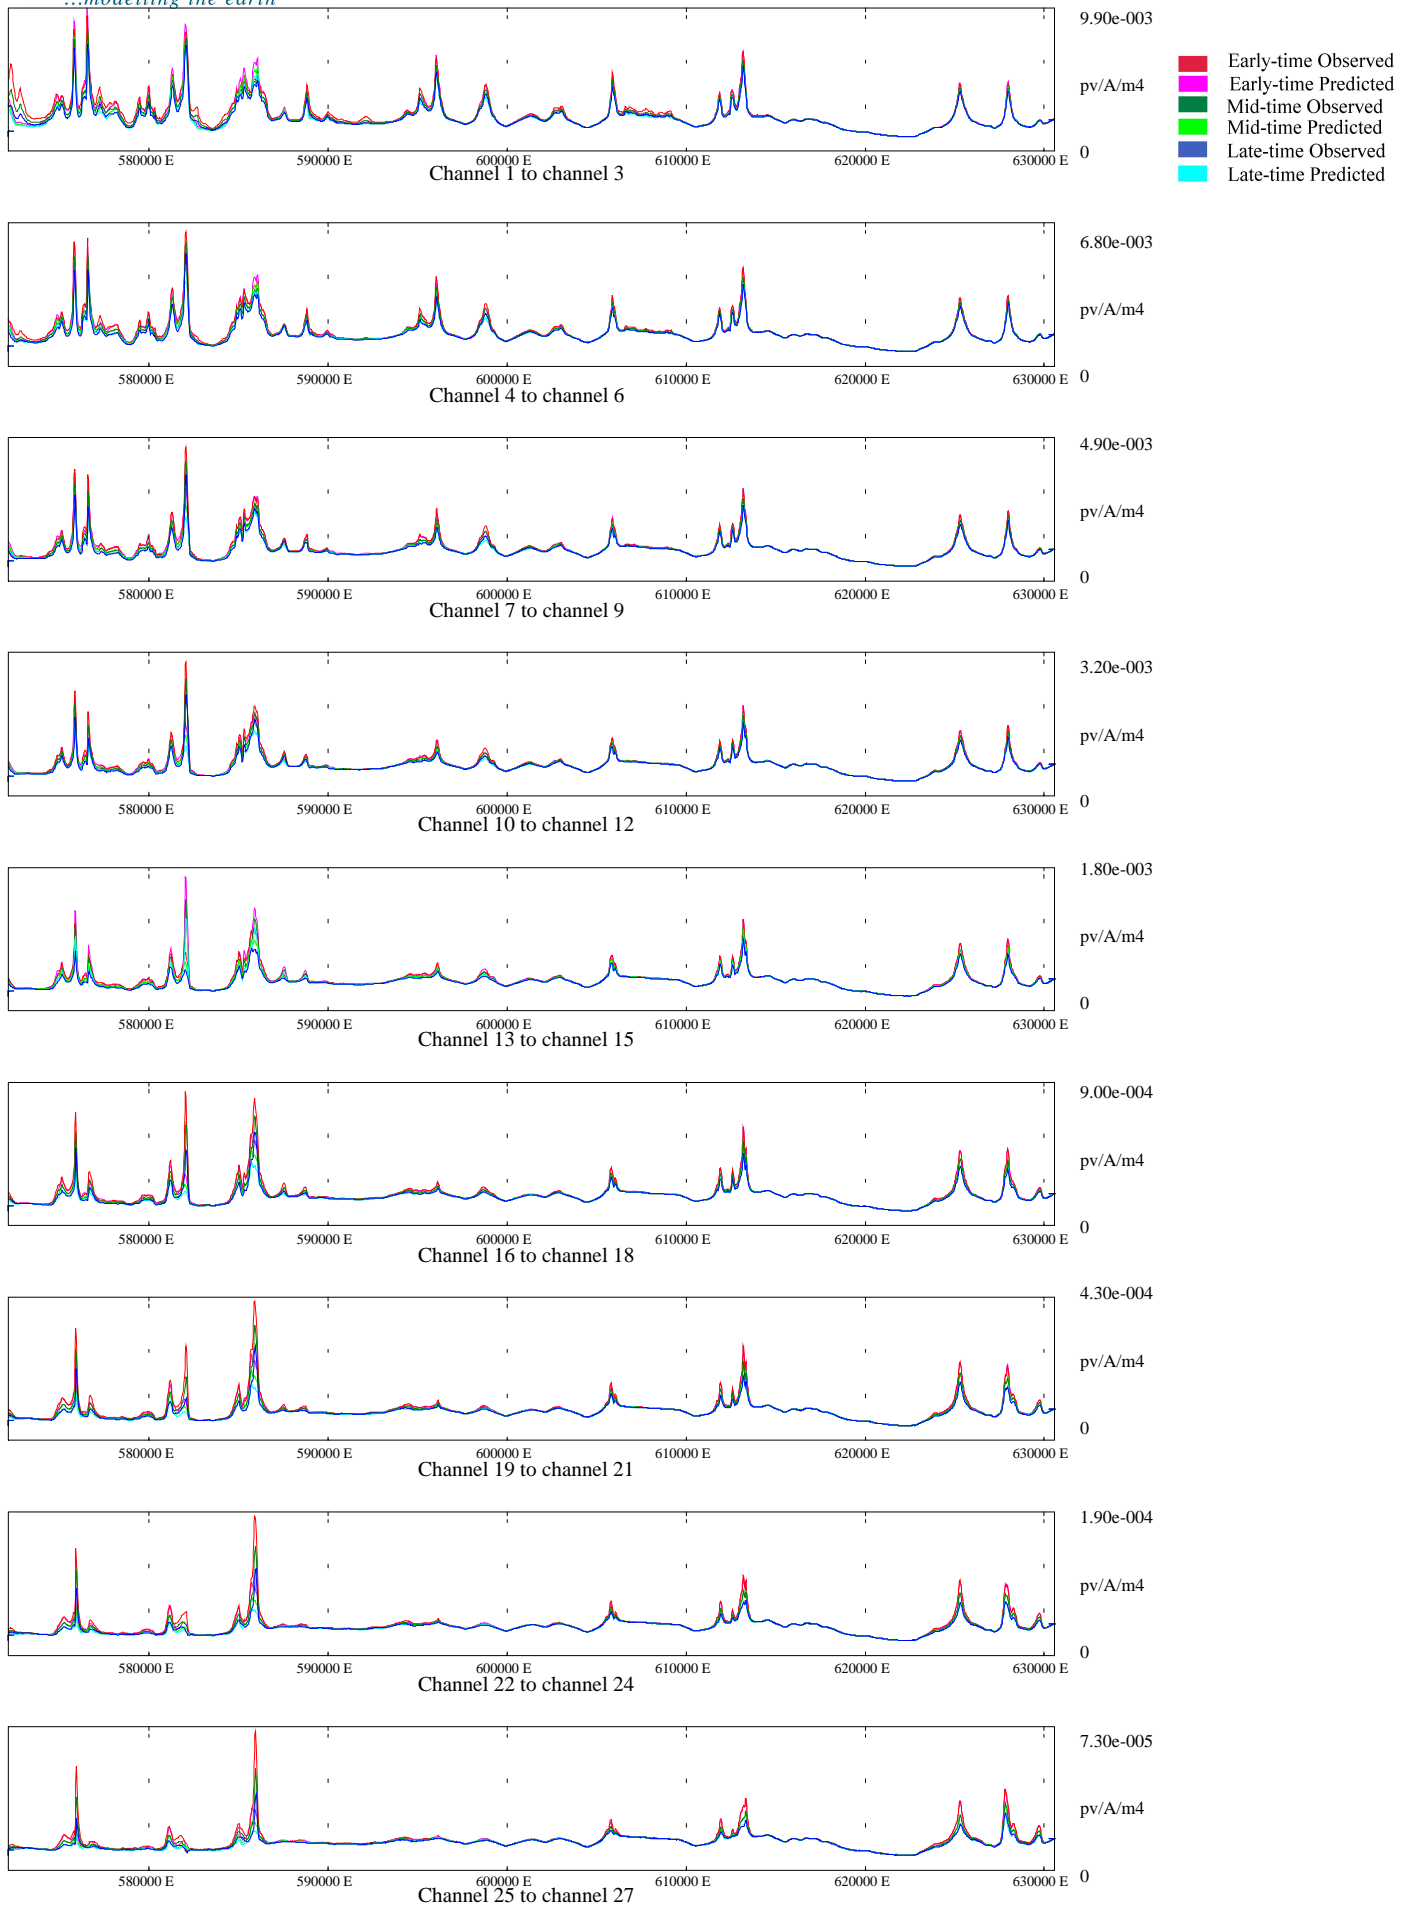 ...modelling the earth
9.90e-003
pv/A/m4
0
580000 E 590000 E 600000 E 610000 E 620000 E 630000 E
Channel 1 to channel 3
Early-time Observed
Early-time Predicted
Mid-time Observed
Mid-time Predicted
Late-time Observed
Late-time Predicted
6.80e-003
pv/A/m4
0
580000 E 590000 E 600000 E 610000 E 620000 E 630000 E
Channel 4 to channel 6
4.90e-003
pv/A/m4
0
580000 E 590000 E 600000 E 610000 E 620000 E 630000 E
Channel 7 to channel 9
3.20e-003
pv/A/m4
0
580000 E 590000 E 600000 E 610000 E 620000 E 630000 E
Channel 10 to channel 12
1.80e-003
pv/A/m4
0
580000 E 590000 E 600000 E 610000 E 620000 E 630000 E
Channel 13 to channel 15
9.00e-004
pv/A/m4
0
580000 E 590000 E 600000 E 610000 E 620000 E 630000 E
Channel 16 to channel 18
4.30e-004
pv/A/m4
0
580000 E 590000 E 600000 E 610000 E 620000 E 630000 E
Channel 19 to channel 21
1.90e-004
pv/A/m4
0
580000 E 590000 E 600000 E 610000 E 620000 E 630000 E
Channel 22 to channel 24
7.30e-005
pv/A/m4
0
580000 E 590000 E 600000 E 610000 E 620000 E 630000 E
Channel 25 to channel 27